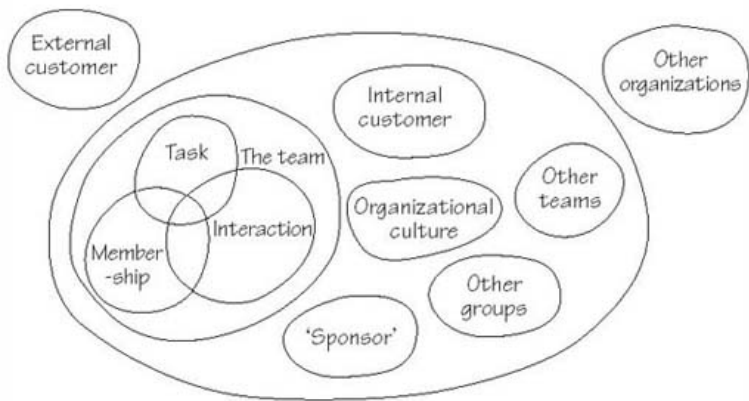 External
customer
Other
organizations
Internal
customer
Task
The team
Other
teams
Organizational
culture
Interaction
Member
-ship
Other
groups
'Sponsor'